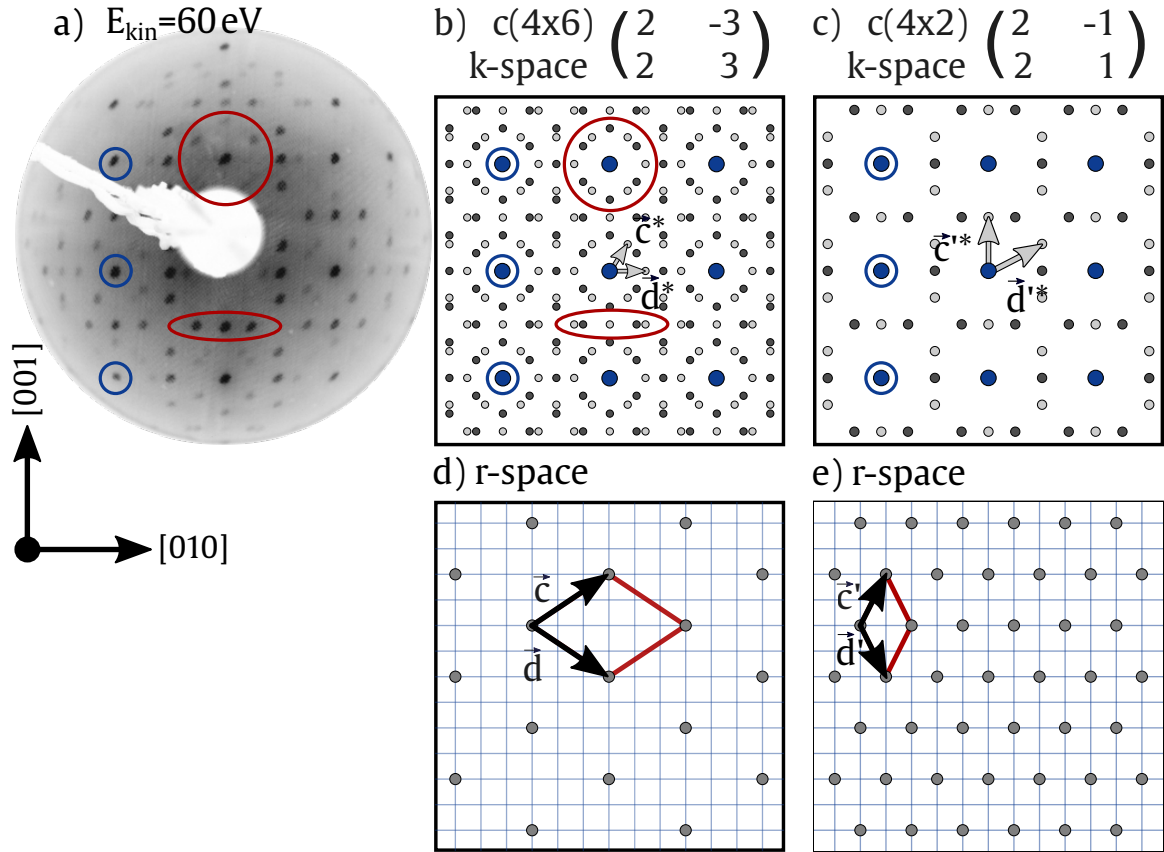 a) E_kin=60 eV
b) c(4x6) (2 -3
k-space 2 3)
c) c(4x2) (2 -1
k-space 2 1)
c*
d*
c'*
d'*
[001]
[010]
d) r-space
e) r-space
c
d
c'
d'